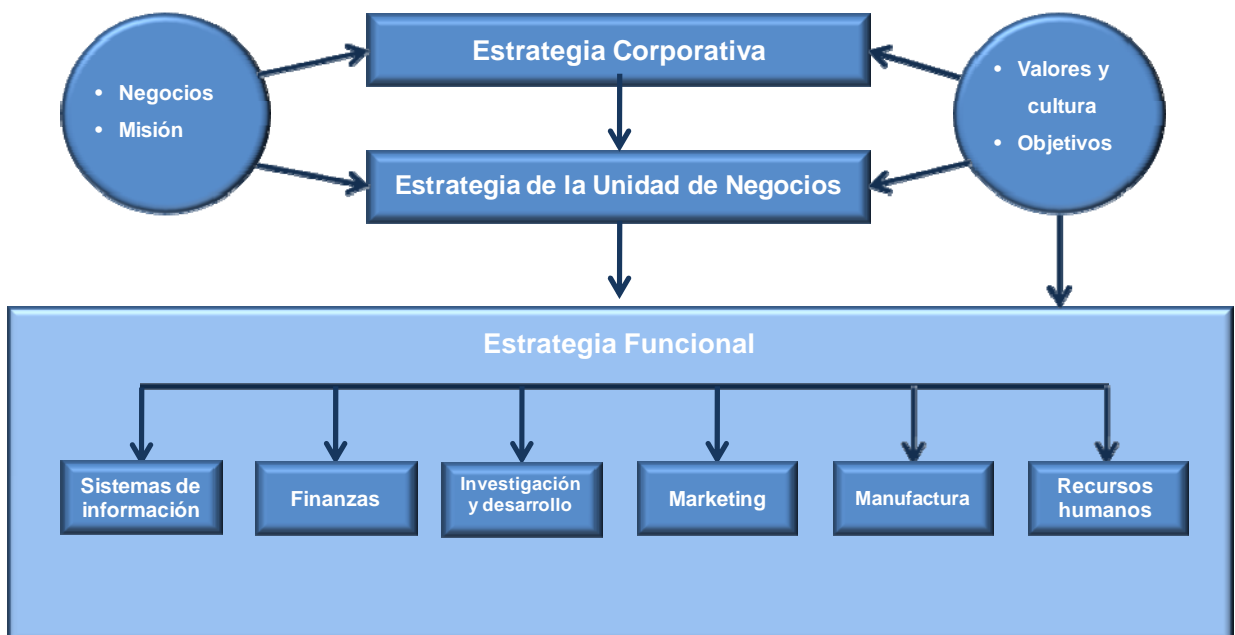 Estrategia Corporativa
• Negocios
• Misión
• Valores y
cultura
• Objetivos
Estrategia de la Unidad de Negocios
Estrategia Funcional
Sistemas de
información
Finanzas
Investigación
y desarrollo
Marketing
Manufactura
Recursos
humanos